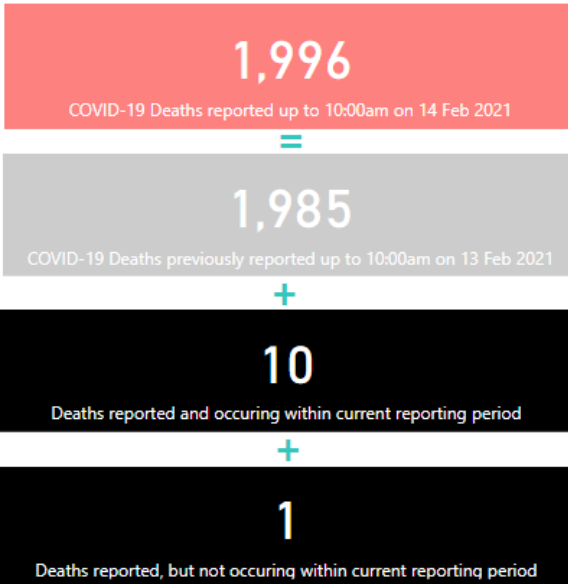 1,996
COVID-19 Deaths reported up to 10:00am on 14 Feb 2021
=
1,985
COVID-19 Deaths previously reported up to 10:00am on 13 Feb 2021
+
10
Deaths reported and occuring within current reporting period
+
1
Deaths reported, but not occuring within current reporting period